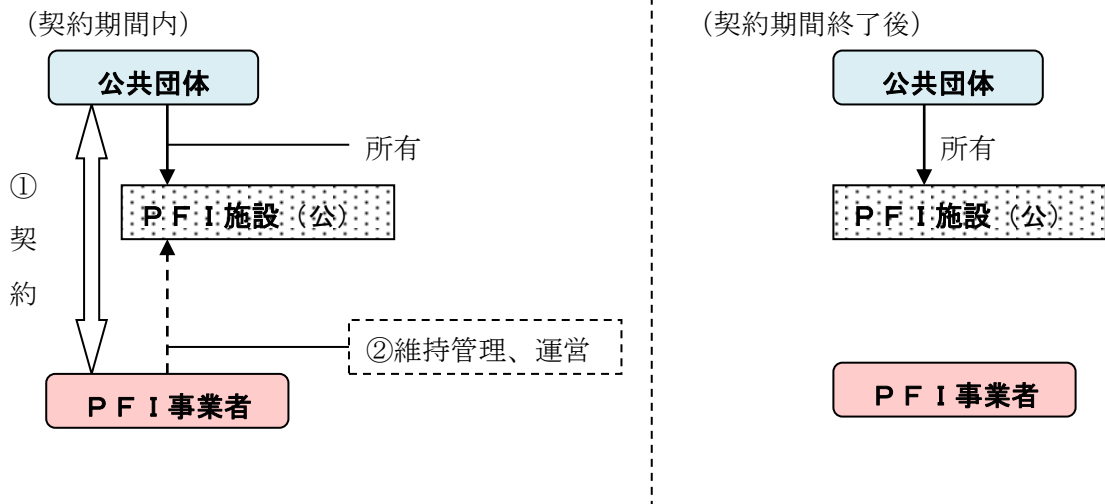 (契約期間内)
公共団体
所有
ＰＦＩ施設（公）
①
契
約
②維持管理、運営
ＰＦＩ事業者
(契約期間終了後)
公共団体
所有
ＰＦＩ施設（公）
ＰＦＩ事業者